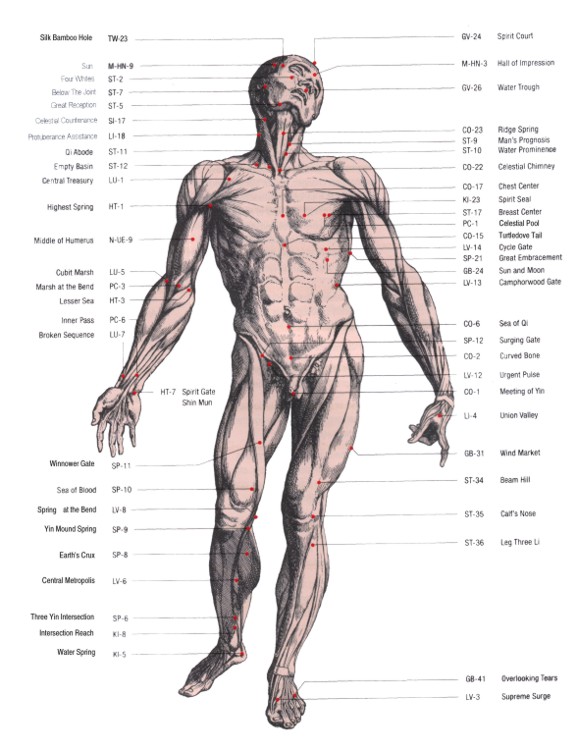 Silk Bamboo Hole TW-23
Sun M-HN-9
Four Whites ST-2
Below The Joint ST-7
Great Reception ST-5
Celestial Countenance SI-17
Protuberance Assistance LI-18
Qi Abode ST-11
Empty Basin ST-12
Central Treasury LU-1
Highest Spring HT-1
Middle of Humerus N-UE-9
Cubit Marsh LU-5
Marsh at the Bend PC-3
Lesser Sea HT-3
Inner Pass PC-6
Broken Sequence LU-7
HT-7 Spirit Gate
Shin Mun
Winnower Gate SP-11
Sea of Blood SP-10
Spring at the Bend LV-8
Yin Mound Spring SP-9
Earth's Crux SP-8
Central Metropolis LV-6
Three Yin Intersection SP-6
Intersection Reach KI-8
Water Spring KI-5
GV-24 Spirit Court
M-HN-3 Hall of Impression
GV-26 Water Trough
CO-23 Ridge Spring
ST-9 Man's Prognosis
ST-10 Water Prominence
CO-22 Celestial Chimney
CO-17 Chest Center
KI-23 Spirit Seal
ST-17 Breast Center
PC-1 Celestial Pool
CO-15 Turtledove Tail
LV-14 Cycle Gate
SP-21 Great Embracement
GB-24 Sun and Moon
LV-13 Camphorwood Gate
CO-6 Sea of Qi
SP-12 Surging Gate
CO-2 Curved Bone
LV-12 Urgent Pulse
CO-1 Meeting of Yin
LI-4 Union Valley
GB-31 Wind Market
ST-34 Beam Hill
ST-35 Calf's Nose
ST-36 Leg Three Li
GB-41 Overlooking Tears
LV-3 Supreme Surge